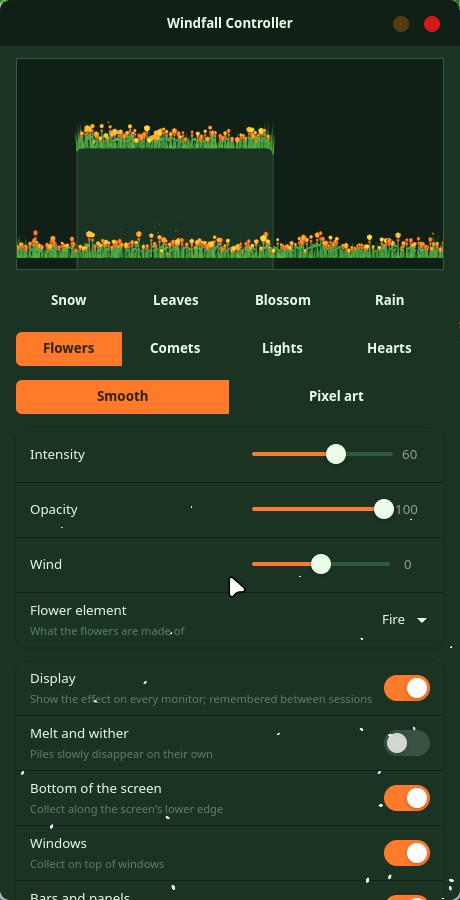 Windfall Controller
Snow Leaves Blossom Rain
Flowers Comets Lights Hearts
Smooth Pixel art
Intensity 60
Opacity 100
Wind 0
Flower element Fire
What the flowers are made of
Display
Show the effect on every monitor; remembered between sessions
Melt and wither
Piles slowly disappear on their own
Bottom of the screen
Collect along the screen's lower edge
Windows
Collect on top of windows
Bars and panels